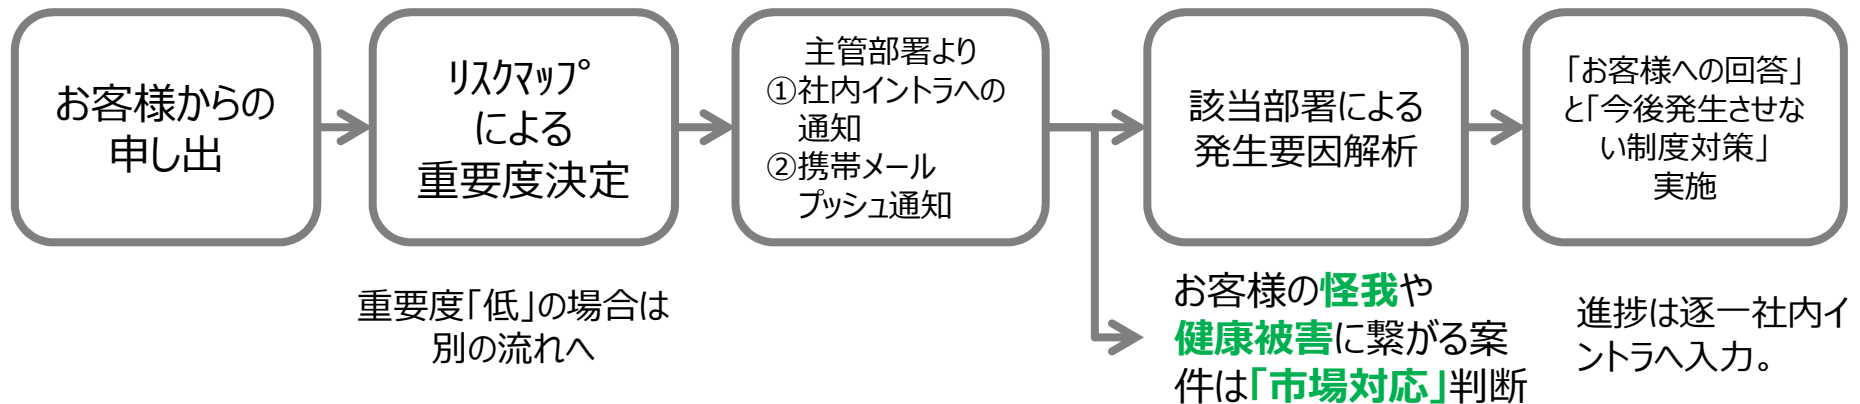 お客様からの
申し出
ﾘｽｸﾏｯﾌﾟ
による
重要度決定
主管部署より
①社内イントラへの
通知
②携帯メール
プッシュ通知
該当部署による
発生要因解析
「お客様への回答」
と「今後発生させな
い制度対策」
実施
重要度「低」の場合は
別の流れへ
お客様の怪我や
健康被害に繋がる案
件は「市場対応」判断
進捗は逐一社内イ
ントラへ入力。